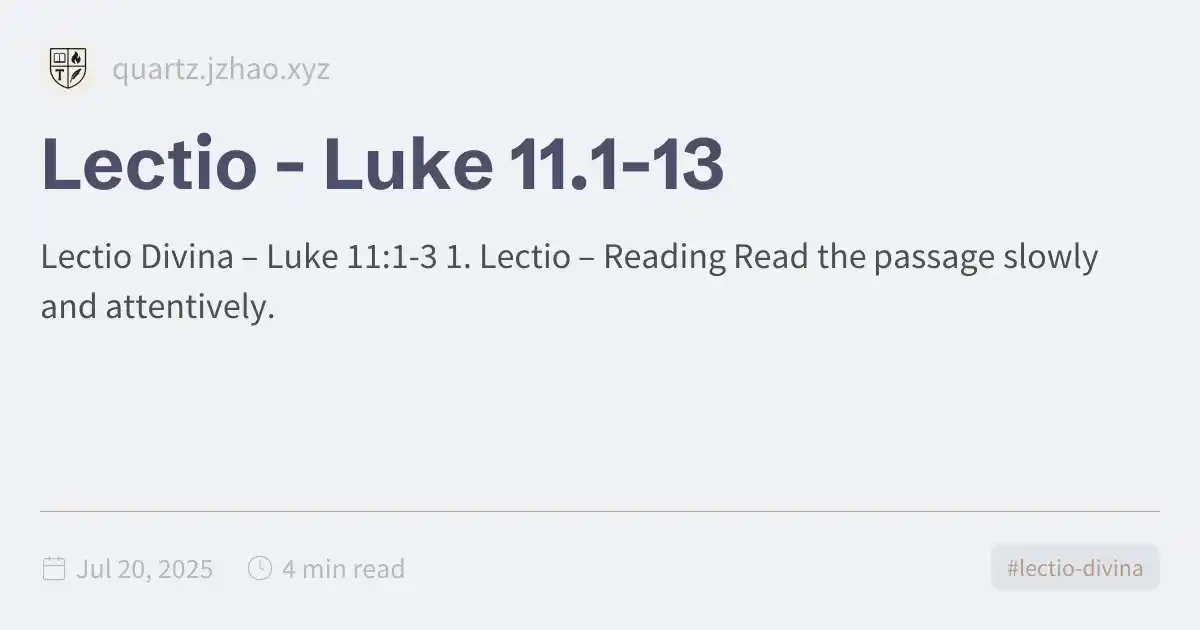 quartz.jzhao.xyz
Lectio - Luke 11.1-13
Lectio Divina – Luke 11:1-3 1. Lectio – Reading Read the passage slowly
and attentively.
Jul 20, 2025
4 min read
#lectio-divina